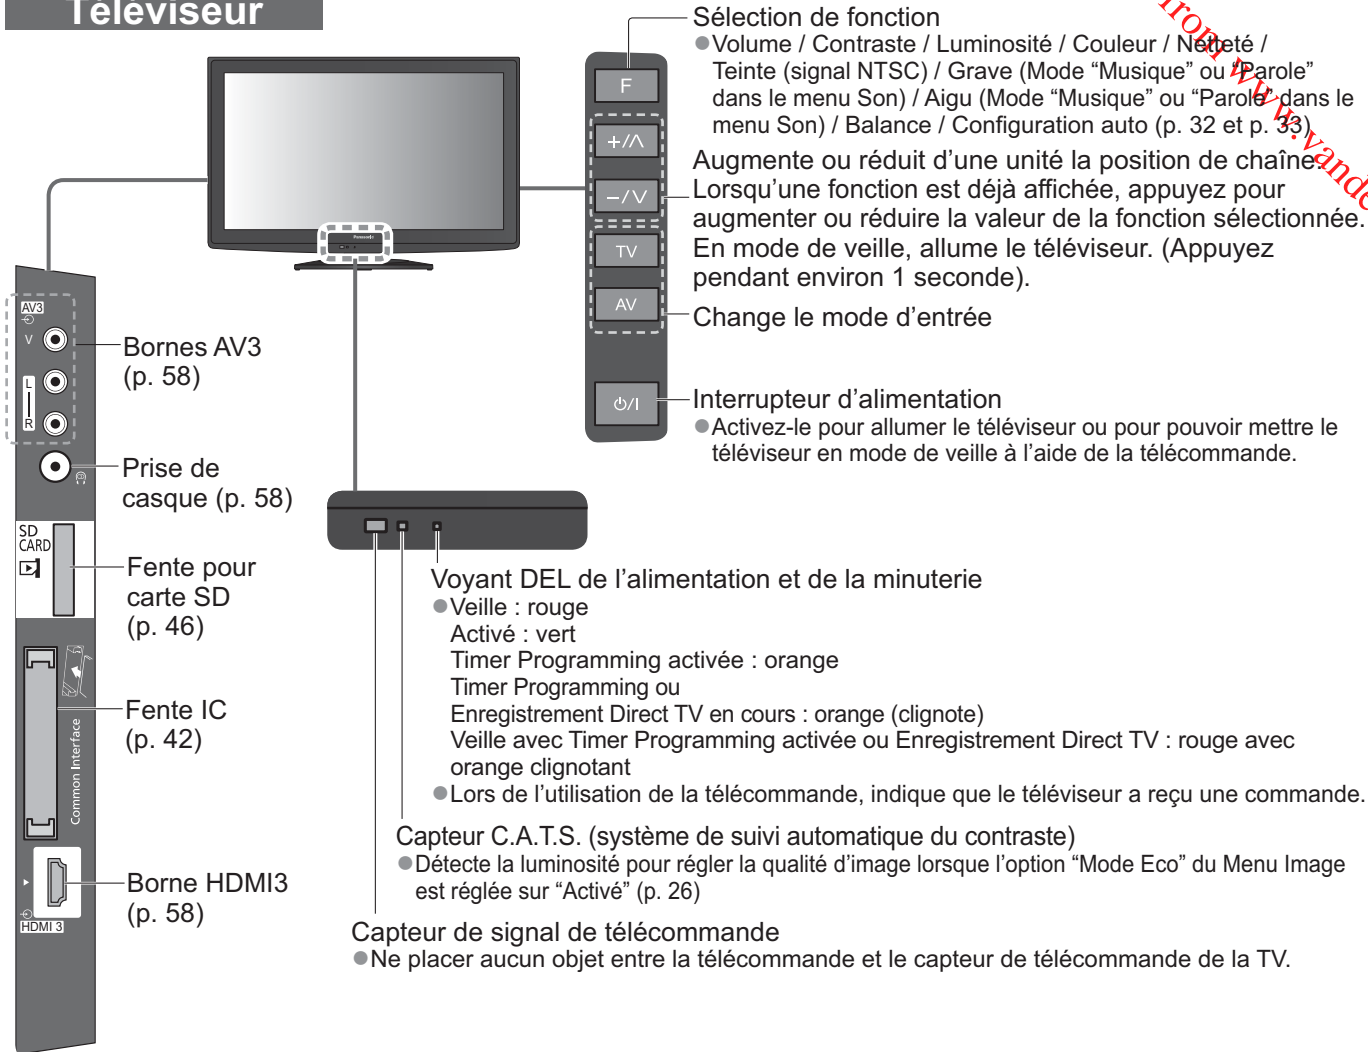 Téléviseur
Sélection de fonction
●Volume / Contraste / Luminosité / Couleur / Netteté /
Teinte (signal NTSC) / Grave (Mode “Musique” ou “Parole”
dans le menu Son) / Aigu (Mode “Musique” ou “Parole” dans le
menu Son) / Balance / Configuration auto (p. 32 et p. 33)
Augmente ou réduit d’une unité la position de chaîne.
Lorsqu’une fonction est déjà affichée, appuyez pour
augmenter ou réduire la valeur de la fonction sélectionnée.
En mode de veille, allume le téléviseur. (Appuyez
pendant environ 1 seconde).
Change le mode d’entrée
Interrupteur d’alimentation
●Activez-le pour allumer le téléviseur ou pour pouvoir mettre le
téléviseur en mode de veille à l’aide de la télécommande.
F
+/∧
−/∨
TV
AV
⏻/I
Panasonic
AV3
V
L
R
Bornes AV3
(p. 58)
Prise de
casque (p. 58)
SD
CARD
Fente pour
carte SD
(p. 46)
Common Interface
Fente IC
(p. 42)
HDMI 3
Borne HDMI3
(p. 58)
Voyant DEL de l’alimentation et de la minuterie
●Veille : rouge
Activé : vert
Timer Programming activée : orange
Timer Programming ou
Enregistrement Direct TV en cours : orange (clignote)
Veille avec Timer Programming activée ou Enregistrement Direct TV : rouge avec
orange clignotant
●Lors de l’utilisation de la télécommande, indique que le téléviseur a reçu une commande.
Capteur C.A.T.S. (système de suivi automatique du contraste)
●Détecte la luminosité pour régler la qualité d’image lorsque l’option “Mode Eco” du Menu Image
est réglée sur “Activé” (p. 26)
Capteur de signal de télécommande
●Ne placer aucun objet entre la télécommande et le capteur de télécommande de la TV.
from www.vande